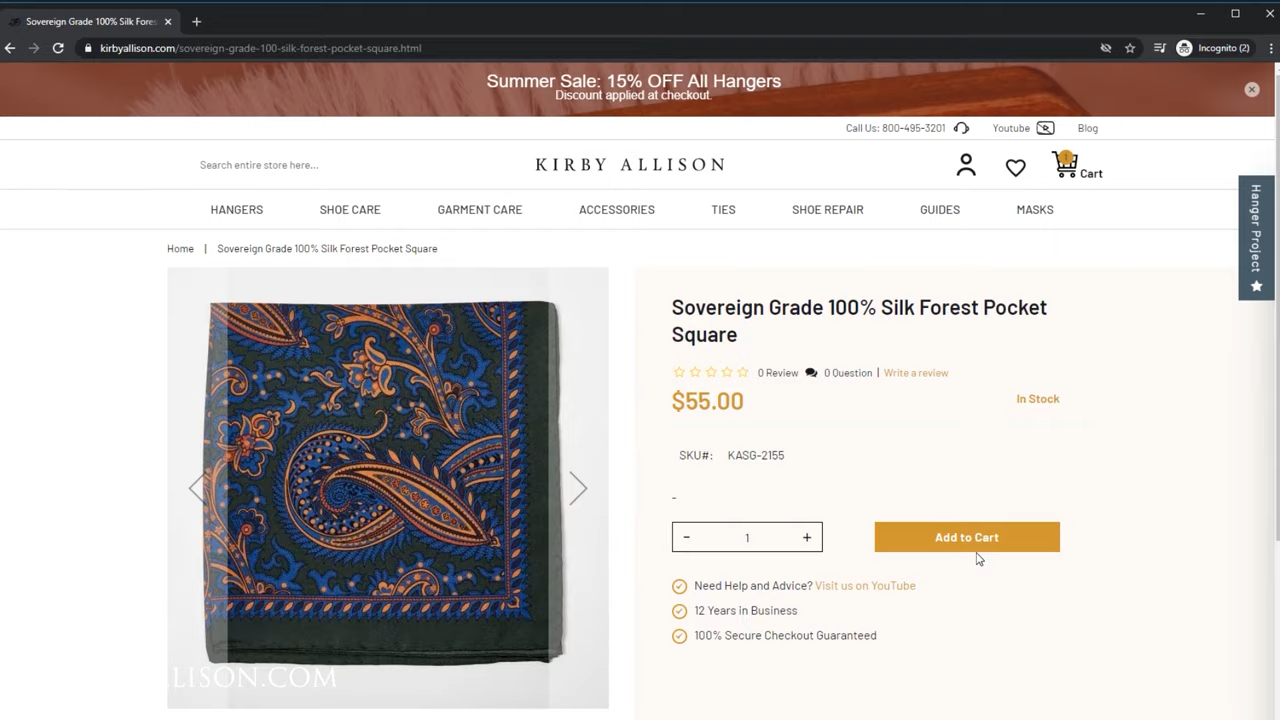 Sovereign Grade 100% Silk Fores
kirbyallison.com/sovereign-grade-100-silk-forest-pocket-square.html
Incognito (2)
Summer Sale: 15% OFF All Hangers
Discount applied at checkout.
Call Us: 800-495-3201
Youtube
Blog
Search entire store here...
KIRBY ALLISON
1
Cart
HANGERS
SHOE CARE
GARMENT CARE
ACCESSORIES
TIES
SHOE REPAIR
GUIDES
MASKS
Hanger Project
Home | Sovereign Grade 100% Silk Forest Pocket Square
Sovereign Grade 100% Silk Forest Pocket
Square
0 Review 0 Question | Write a review
$55.00
In Stock
SKU#: KASG-2155
-
- 1 +
Add to Cart
Need Help and Advice? Visit us on YouTube
12 Years in Business
100% Secure Checkout Guaranteed
LLISON.COM